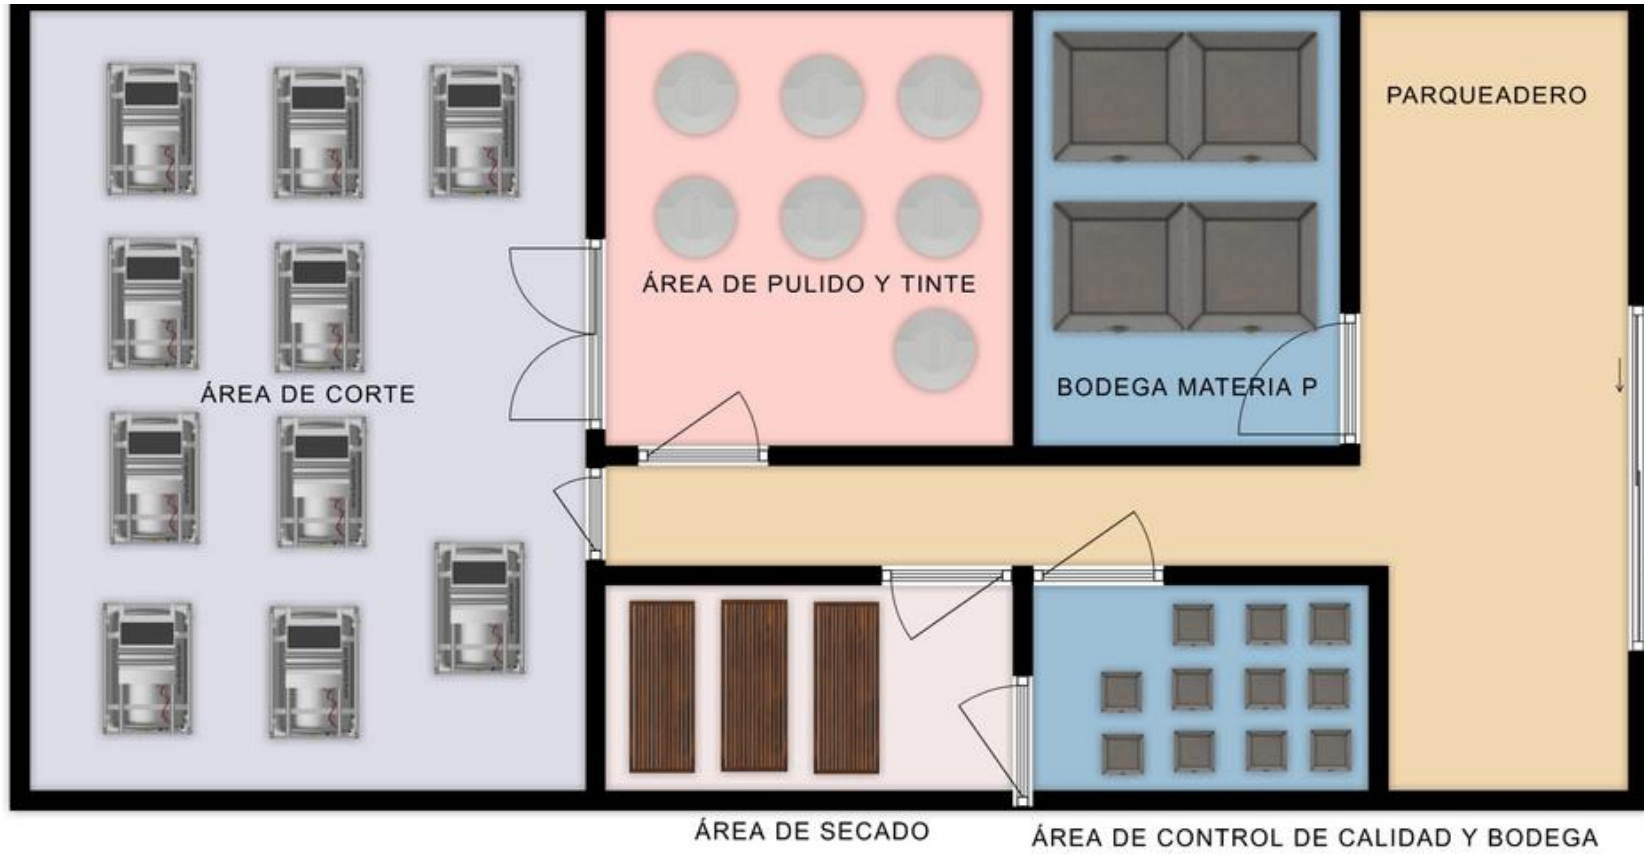 PARQUEADERO
ÁREA DE PULIDO Y TINTE
BODEGA MATERIA P
ÁREA DE CORTE
ÁREA DE SECADO
ÁREA DE CONTROL DE CALIDAD Y BODEGA